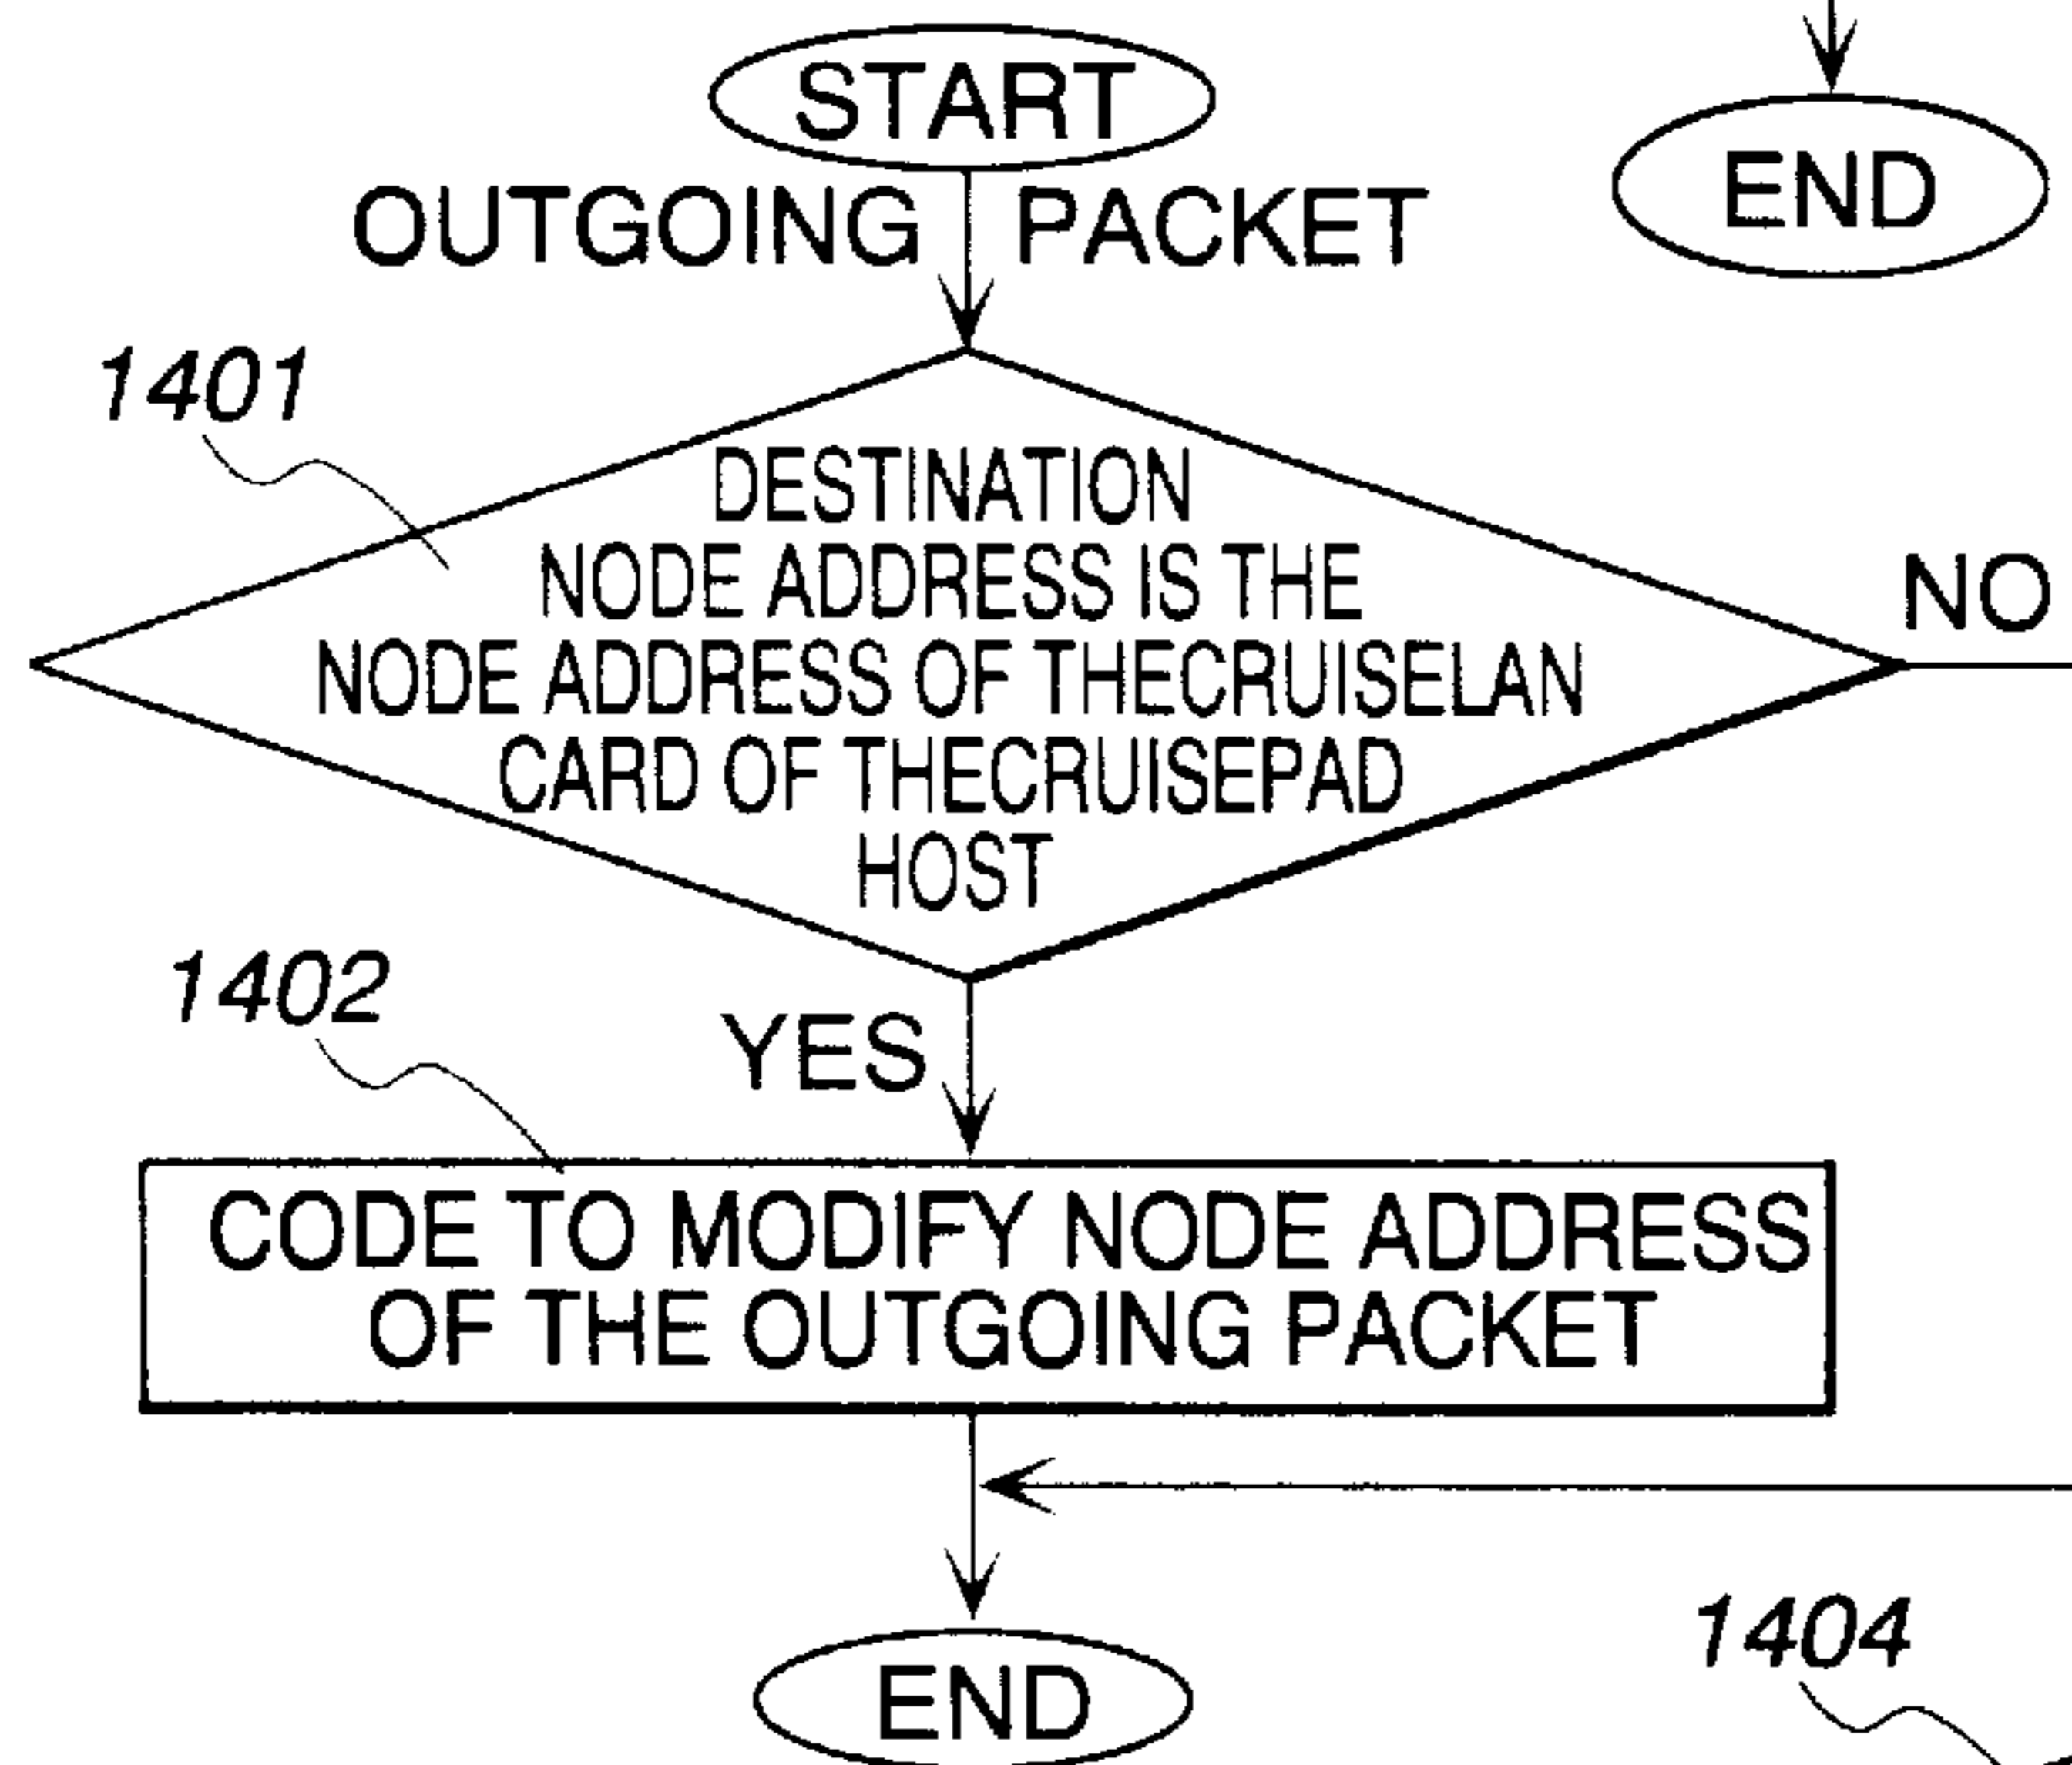 START
END
OUTGOING PACKET
1401
DESTINATION
NODE ADDRESS IS THE
NODE ADDRESS OF THECRUISELAN
CARD OF THECRUISEPAD
HOST
NO
1402
YES
CODE TO MODIFY NODE ADDRESS
OF THE OUTGOING PACKET
1404
END